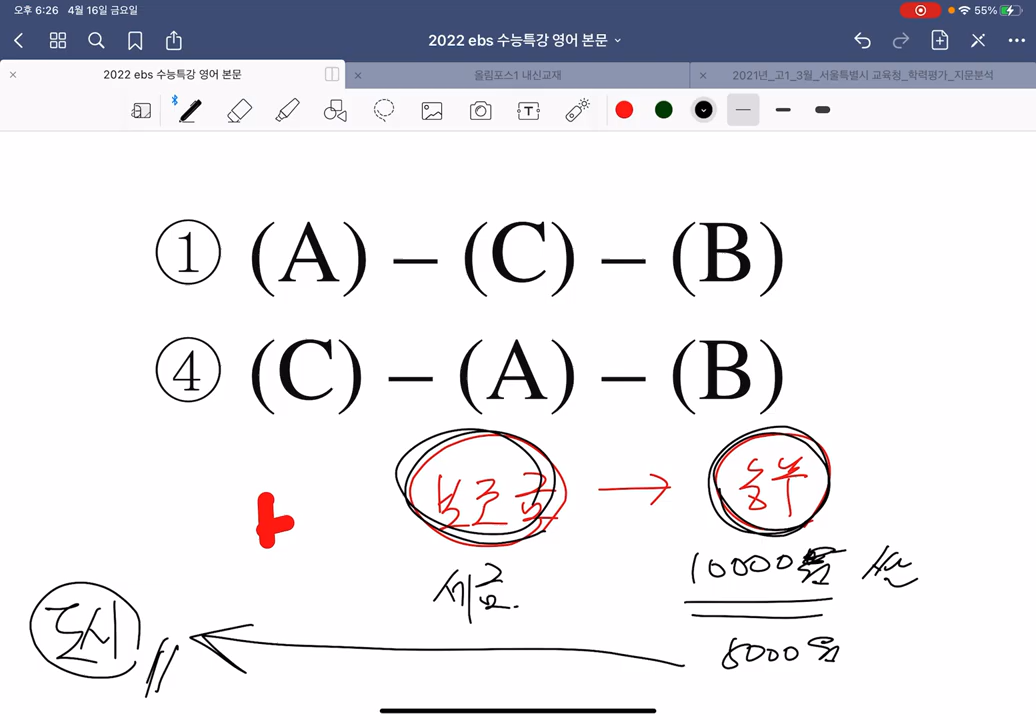 오후 6:26 4월 16일 금요일
55%
2022 ebs 수능특강 영어 본문
2022 ebs 수능특강 영어 본문
올림포스1 내신교재
2021년_고1_3월_서울특별시 교육청_학력평가_지문분석
① (A) – (C) – (B)
④ (C) – (A) – (B)
보조금 → 농부
세금.
10000원
5000원
도시